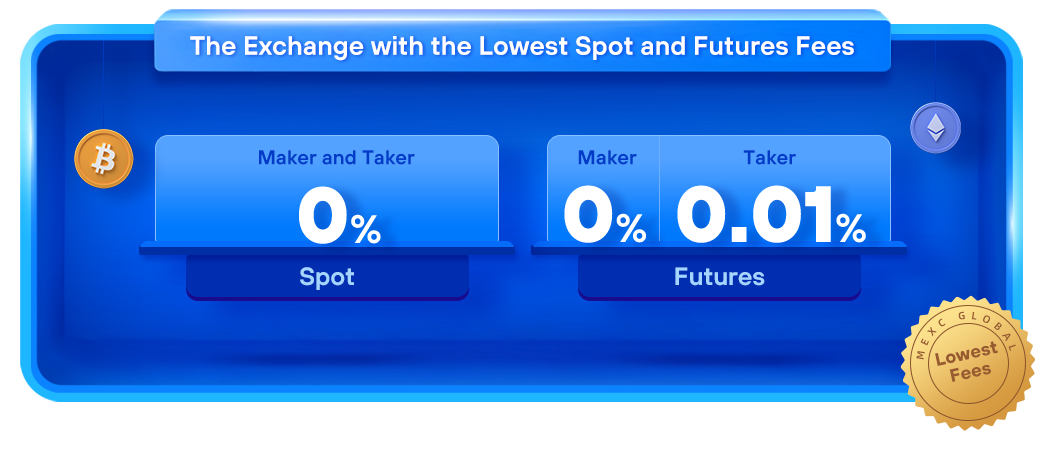 The Exchange with the Lowest Spot and Futures Fees
Maker and Taker
0%
Spot
Maker
Taker
0%
0.01%
Futures
MEXC GLOBAL
Lowest
Fees